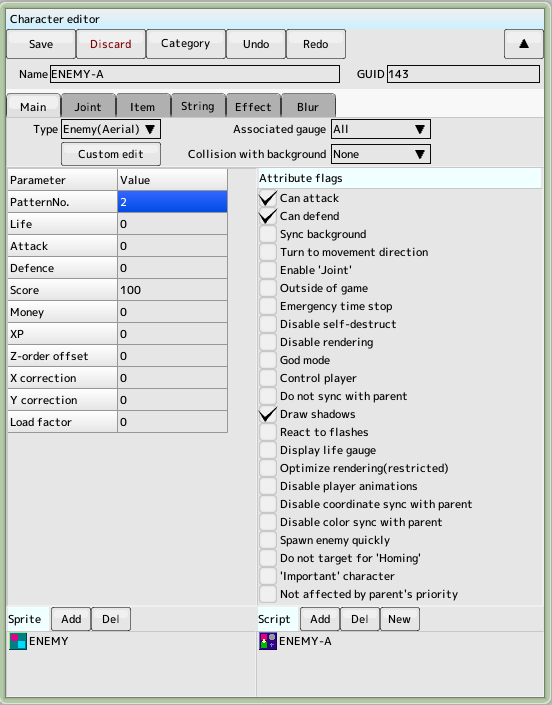 Character editor
Save Discard Category Undo Redo ▲
Name ENEMY-A GUID 143
Main Joint Item String Effect Blur
Type Enemy(Aerial) ▼ Associated gauge All ▼
Custom edit Collision with background None ▼
Parameter Value
PatternNo. 2
Life 0
Attack 0
Defence 0
Score 100
Money 0
XP 0
Z-order offset 0
X correction 0
Y correction 0
Load factor 0
Attribute flags
Can attack
Can defend
Sync background
Turn to movement direction
Enable 'Joint'
Outside of game
Emergency time stop
Disable self-destruct
Disable rendering
God mode
Control player
Do not sync with parent
Draw shadows
React to flashes
Display life gauge
Optimize rendering(restricted)
Disable player animations
Disable coordinate sync with parent
Disable color sync with parent
Spawn enemy quickly
Do not target for 'Homing'
'Important' character
Not affected by parent's priority
Sprite Add Del
ENEMY
Script Add Del New
ENEMY-A